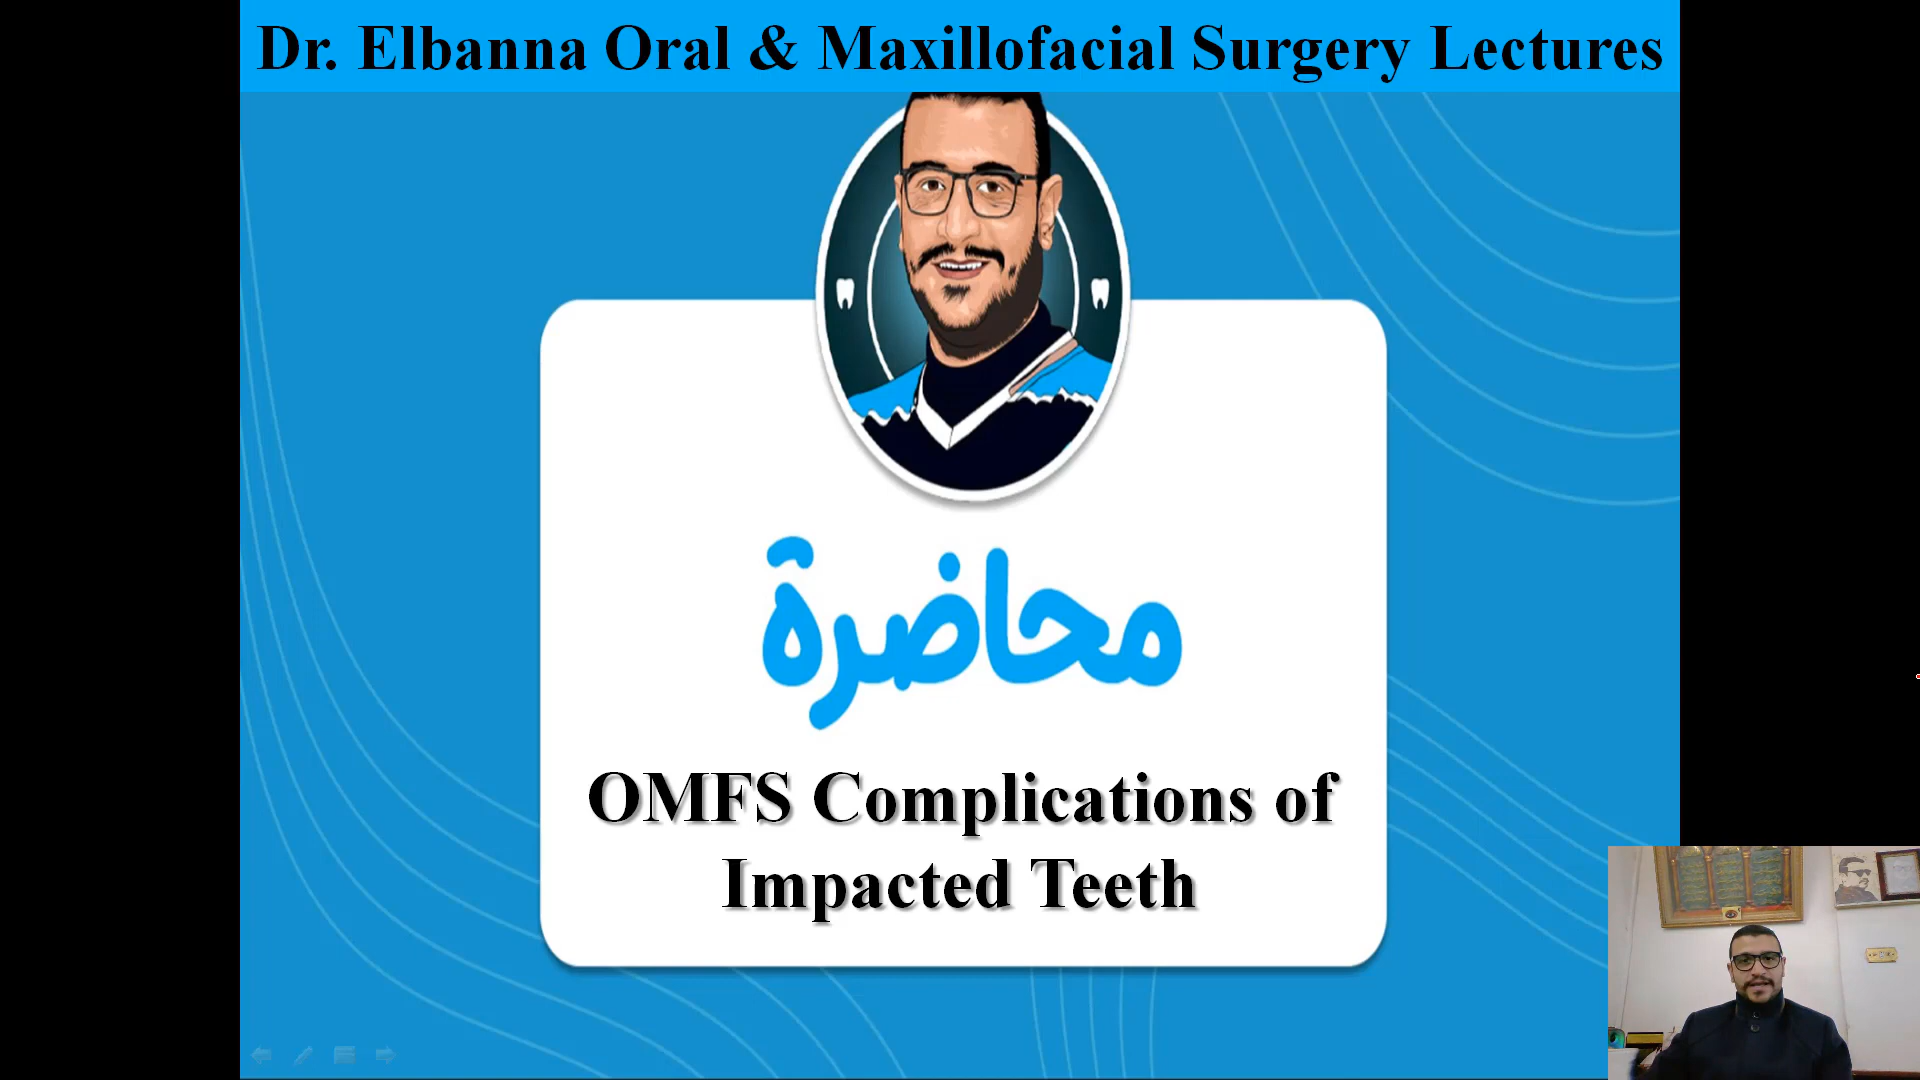 Dr. Elbanna Oral & Maxillofacial Surgery Lectures
محاضرة
OMFS Complications of
Impacted Teeth